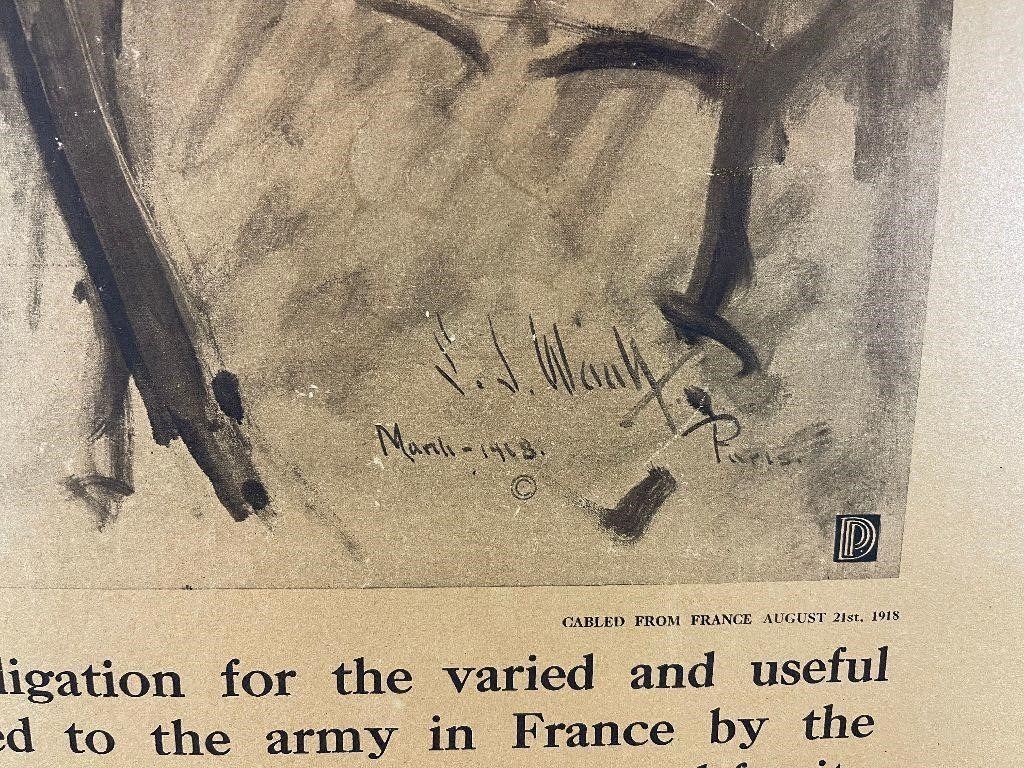 S. J. Woolf
March - 1918. Paris.
©
CABLED FROM FRANCE AUGUST 21st. 1918
ligation for the varied and useful
ed to the army in France by the